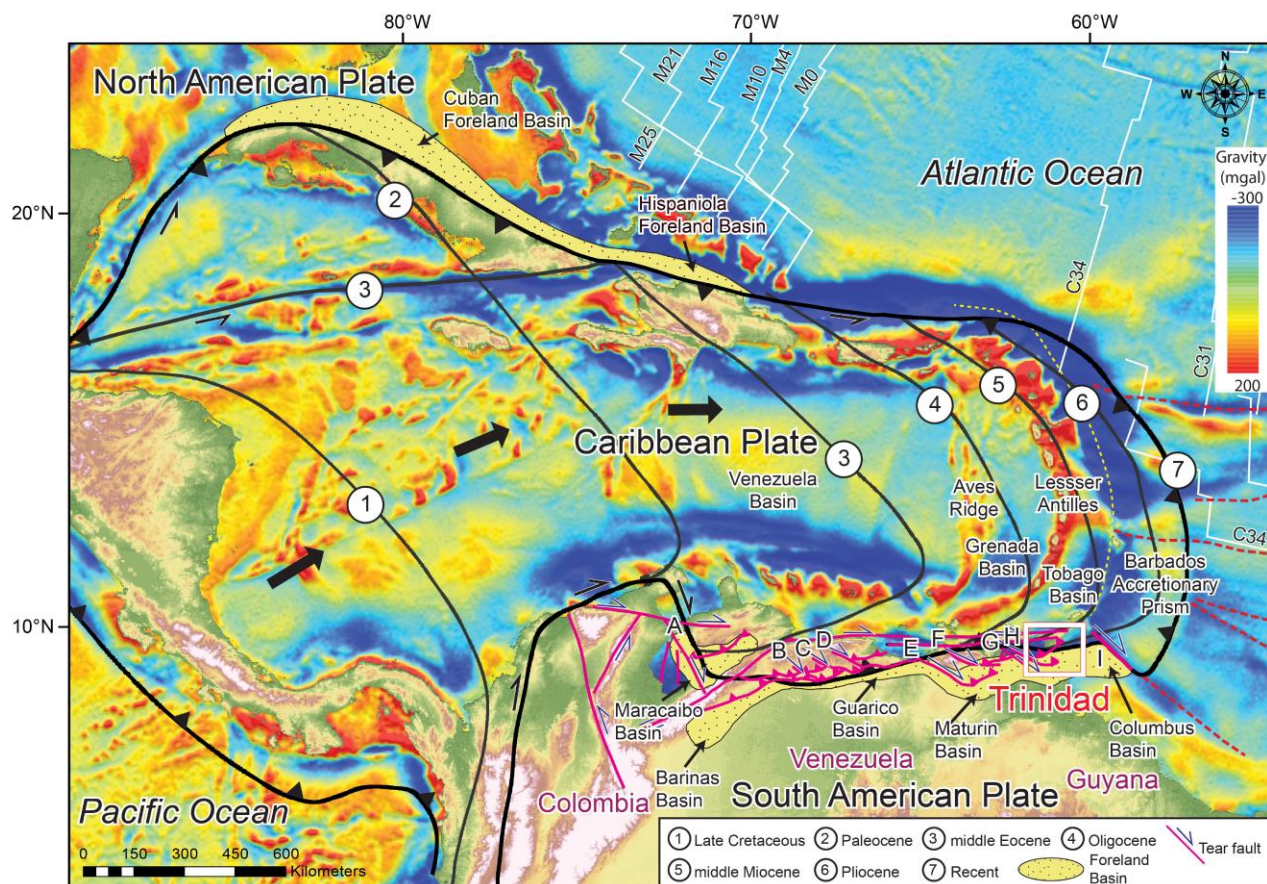 80°W
70°W
60°W
North American Plate
Cuban
Foreland Basin
M25
M21
M16
M10
M4
M0
N
W
E
S
Gravity
(mgal)
-300
200
Atlantic Ocean
20°N
Hispaniola
Foreland Basin
C34
C31
C34
2
3
1
3
4
5
6
7
Caribbean Plate
Venezuela
Basin
Aves
Ridge
Lessser
Antilles
Grenada
Basin
Tobago
Basin
Barbados
Accretionary
Prism
10°N
A
B
C
D
E
F
G
H
I
Maracaibo
Basin
Barinas
Basin
Guarico
Basin
Maturin
Basin
Trinidad
Columbus
Basin
Venezuela
Guyana
Colombia
South American Plate
Pacific Ocean
0 150 300 450 600
Kilometers
1 Late Cretaceous 2 Paleocene 3 middle Eocene 4 Oligocene Tear fault
5 middle Miocene 6 Pliocene 7 Recent Foreland
Basin